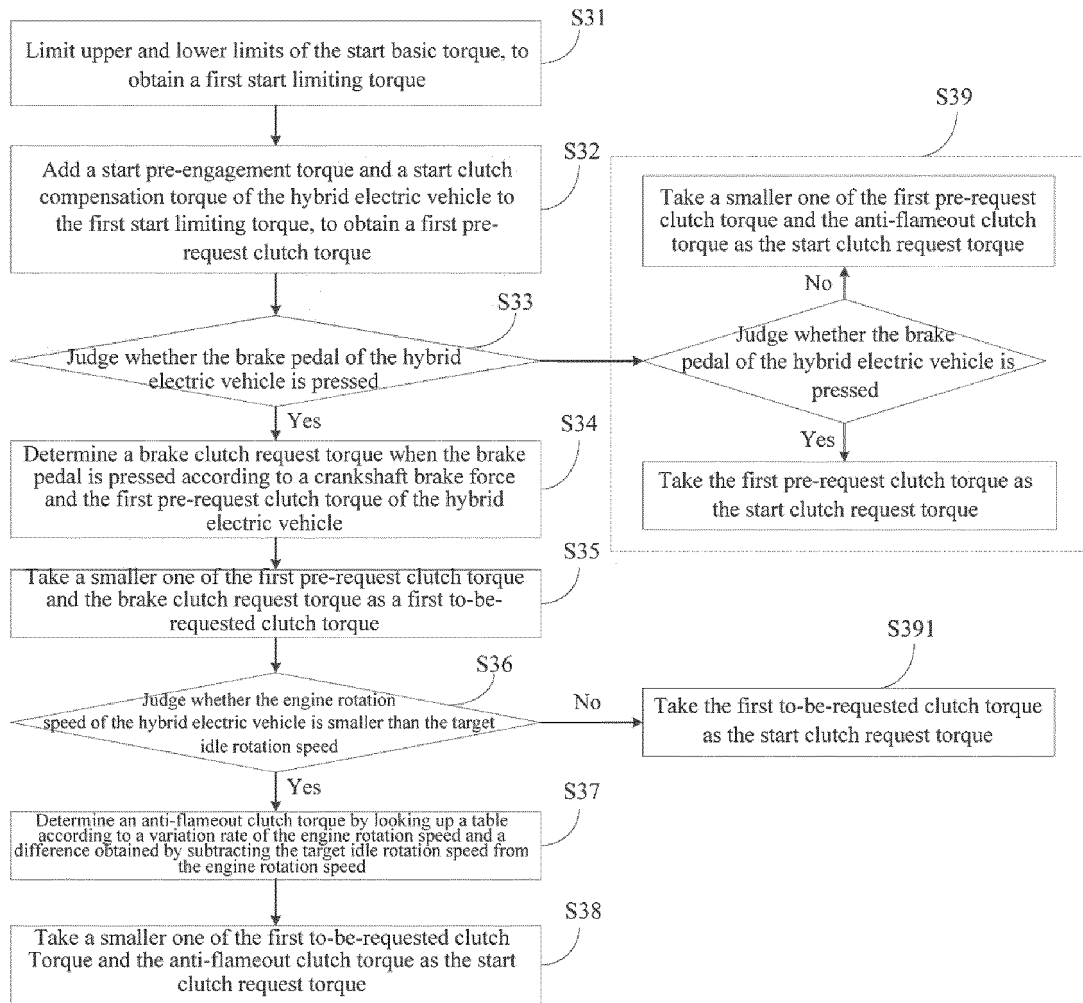 S31
Limit upper and lower limits of the start basic torque, to
obtain a first start limiting torque
S32
Add a start pre-engagement torque and a start clutch
compensation torque of the hybrid electric vehicle to
the first start limiting torque, to obtain a first pre-
request clutch torque
S33
Judge whether the brake pedal of the hybrid
electric vehicle is pressed
Yes
S34
Determine a brake clutch request torque when the brake
pedal is pressed according to a crankshaft brake force
and the first pre-request clutch torque of the hybrid
electric vehicle
S35
Take a smaller one of the first pre-request clutch torque
and the brake clutch request torque as a first to-be-
requested clutch torque
S36
Judge whether the engine rotation
speed of the hybrid electric vehicle is smaller than the target
idle rotation speed
Yes
No
S37
Determine an anti-flameout clutch torque by looking up a table
according to a variation rate of the engine rotation speed and a
difference obtained by subtracting the target idle rotation speed from
the engine rotation speed
S38
Take a smaller one of the first to-be-requested clutch
Torque and the anti-flameout clutch torque as the start
clutch request torque
S39
Take a smaller one of the first pre-request
clutch torque and the anti-flameout clutch
torque as the start clutch request torque
No
Judge whether the brake
pedal of the hybrid electric vehicle is
pressed
Yes
Take the first pre-request clutch torque as
the start clutch request torque
S391
Take the first to-be-requested clutch torque
as the start clutch request torque